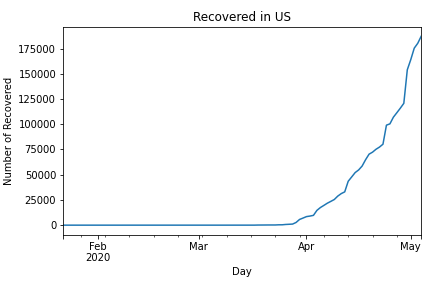 Recovered in US
Number of Recovered
175000
150000
125000
100000
75000
50000
25000
0
Feb
2020
Mar
Apr
May
Day